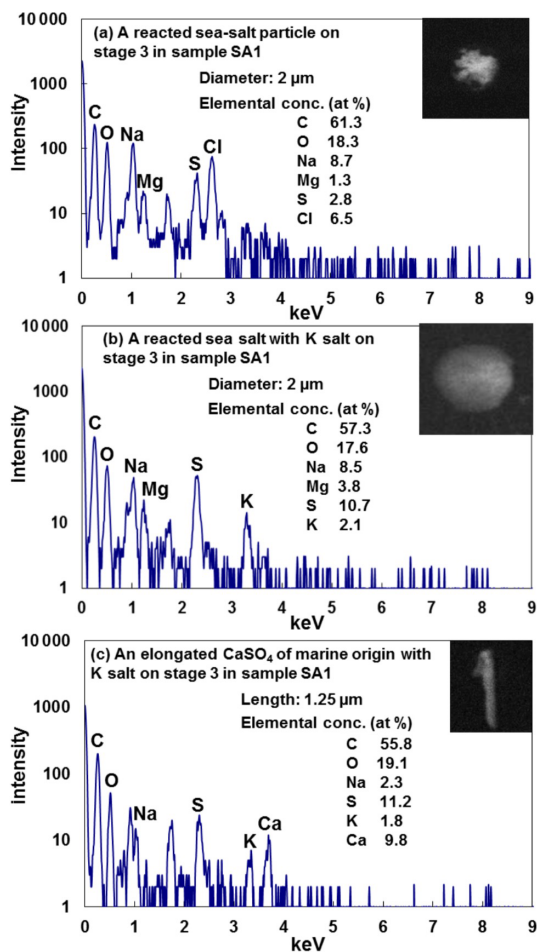 10 000
(a) A reacted sea-salt particle on
stage 3 in sample SA1
Diameter: 2 µm
1000
Elemental conc. (at %)
C 61.3
O 18.3
Na 8.7
Mg 1.3
S 2.8
Cl 6.5
Intensity
C
O
Na
Mg
S
Cl
100
10
1
0 1 2 3 4 5 6 7 8 9
keV
10 000
(b) A reacted sea salt with K salt on
stage 3 in sample SA1
Diameter: 2 µm
1000
Elemental conc. (at %)
C 57.3
O 17.6
Na 8.5
Mg 3.8
S 10.7
K 2.1
Intensity
C
O
Na
Mg
S
K
100
10
1
0 1 2 3 4 5 6 7 8 9
keV
10 000
(c) An elongated CaSO4 of marine origin with
K salt on stage 3 in sample SA1
Length: 1.25 µm
1000
Elemental conc. (at %)
C 55.8
O 19.1
Na 2.3
S 11.2
K 1.8
Ca 9.8
Intensity
C
O
Na
S
K
Ca
100
10
1
0 1 2 3 4 5 6 7 8 9
keV